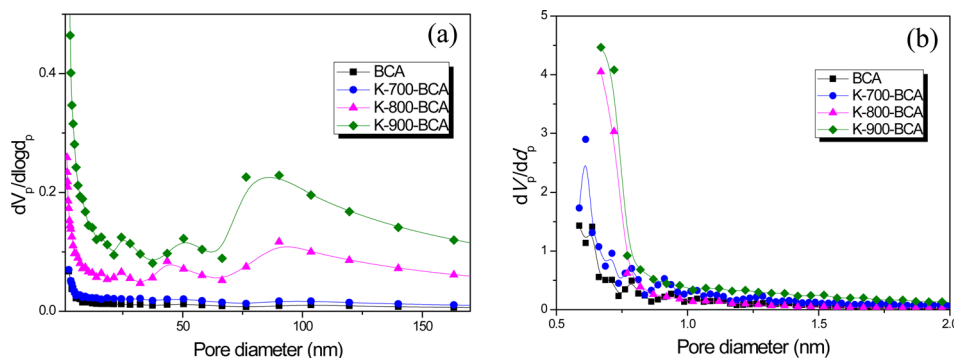 (a)
BCA
K-700-BCA
K-800-BCA
K-900-BCA
dVp/dlogdp
0.4
0.2
0.0
50 100 150
Pore diameter (nm)
(b)
BCA
K-700-BCA
K-800-BCA
K-900-BCA
dVp/ddp
5
4
3
2
1
0
0.5 1.0 1.5 2.0
Pore diameter (nm)